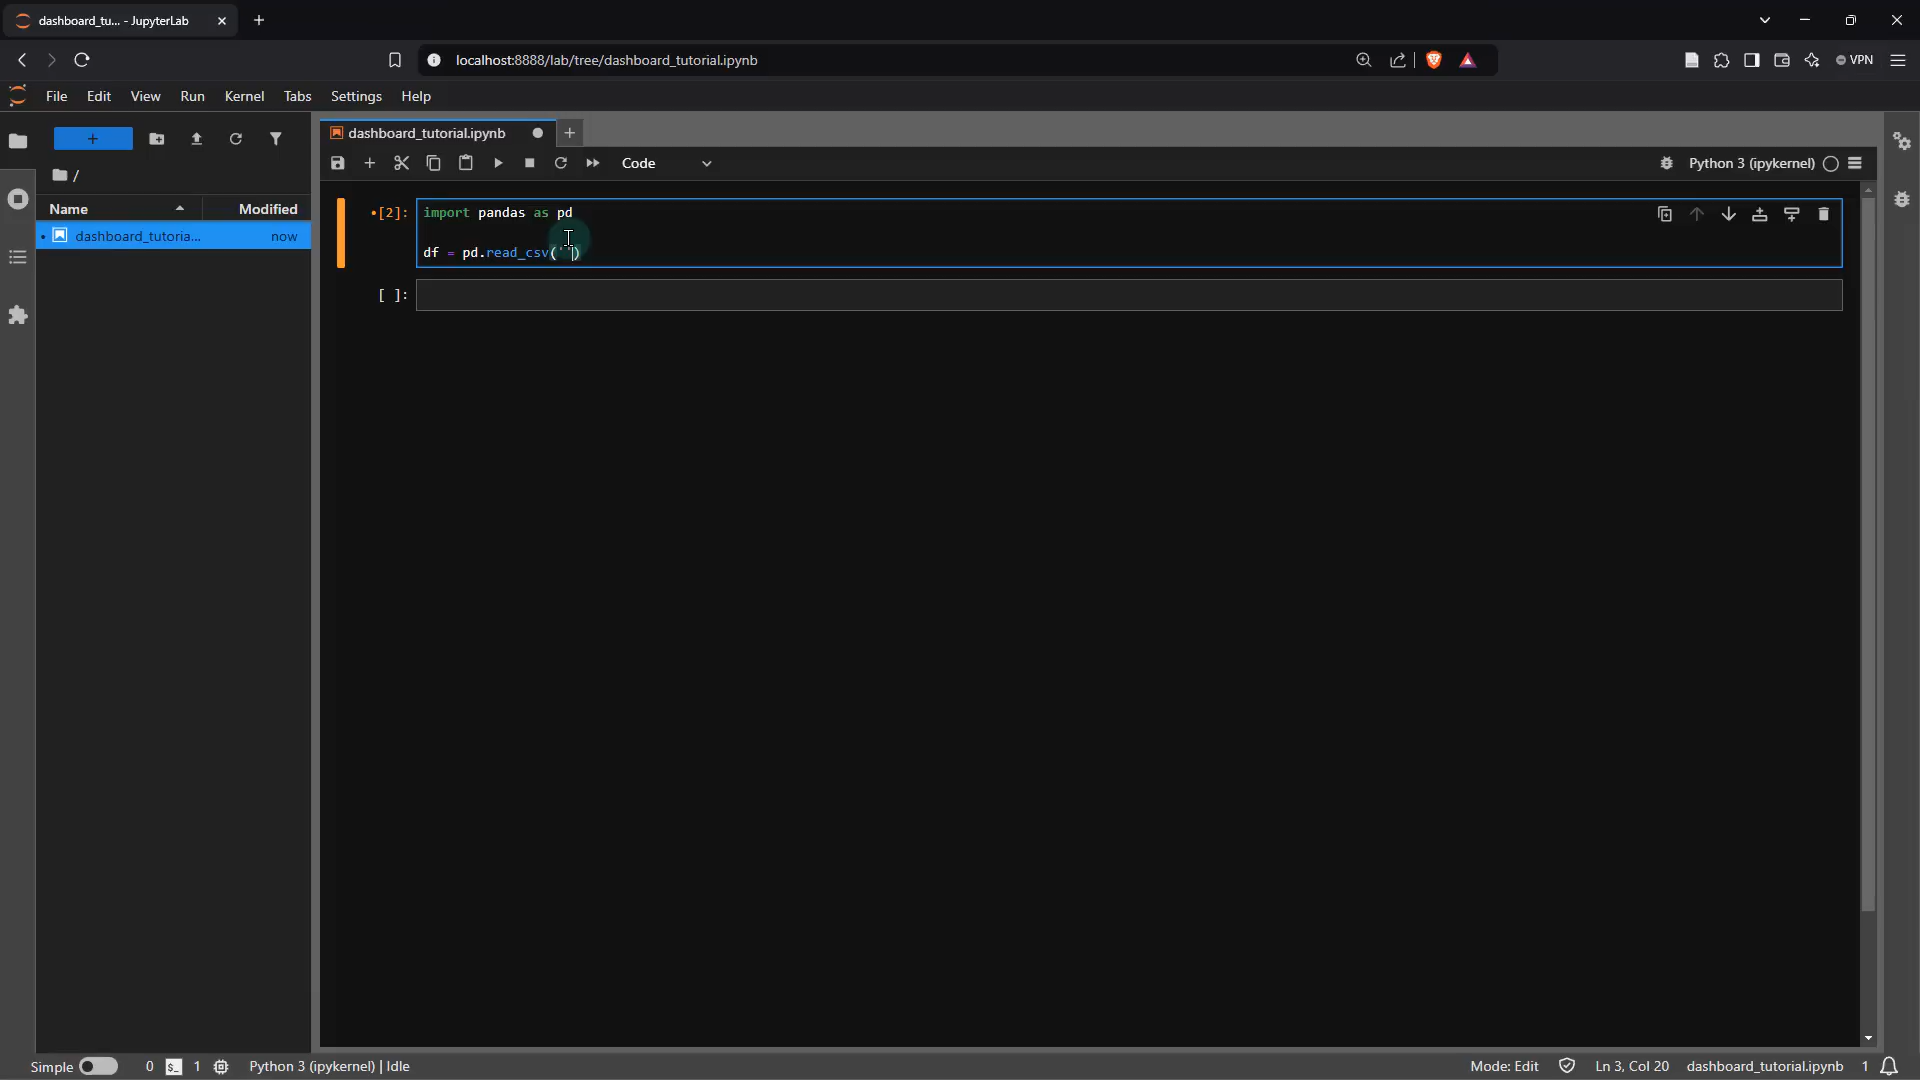 dashboard_tu... - JupyterLab
localhost:8888/lab/tree/dashboard_tutorial.ipynb
VPN
File Edit View Run Kernel Tabs Settings Help
dashboard_tutorial.ipynb
Code
Python 3 (ipykernel)
/
Name Modified
dashboard_tutoria... now
[2]:
import pandas as pd
df = pd.read_csv('')
[ ]:
Simple 0 $_ 1 Python 3 (ipykernel) | Idle
Mode: Edit Ln 3, Col 20 dashboard_tutorial.ipynb 1